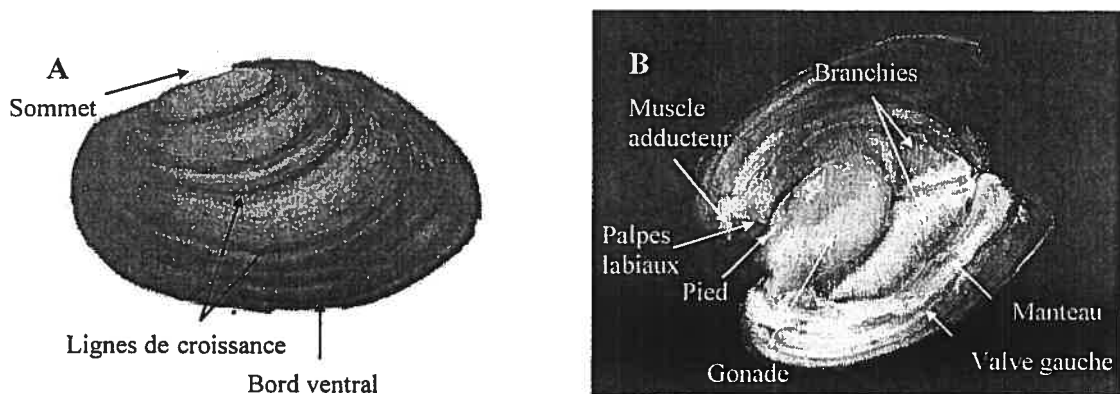 A
Sommet
Lignes de croissance
Bord ventral
B
Branchies
Muscle
adducteur
Palpes
labiaux
Pied
Gonade
Manteau
Valve gauche